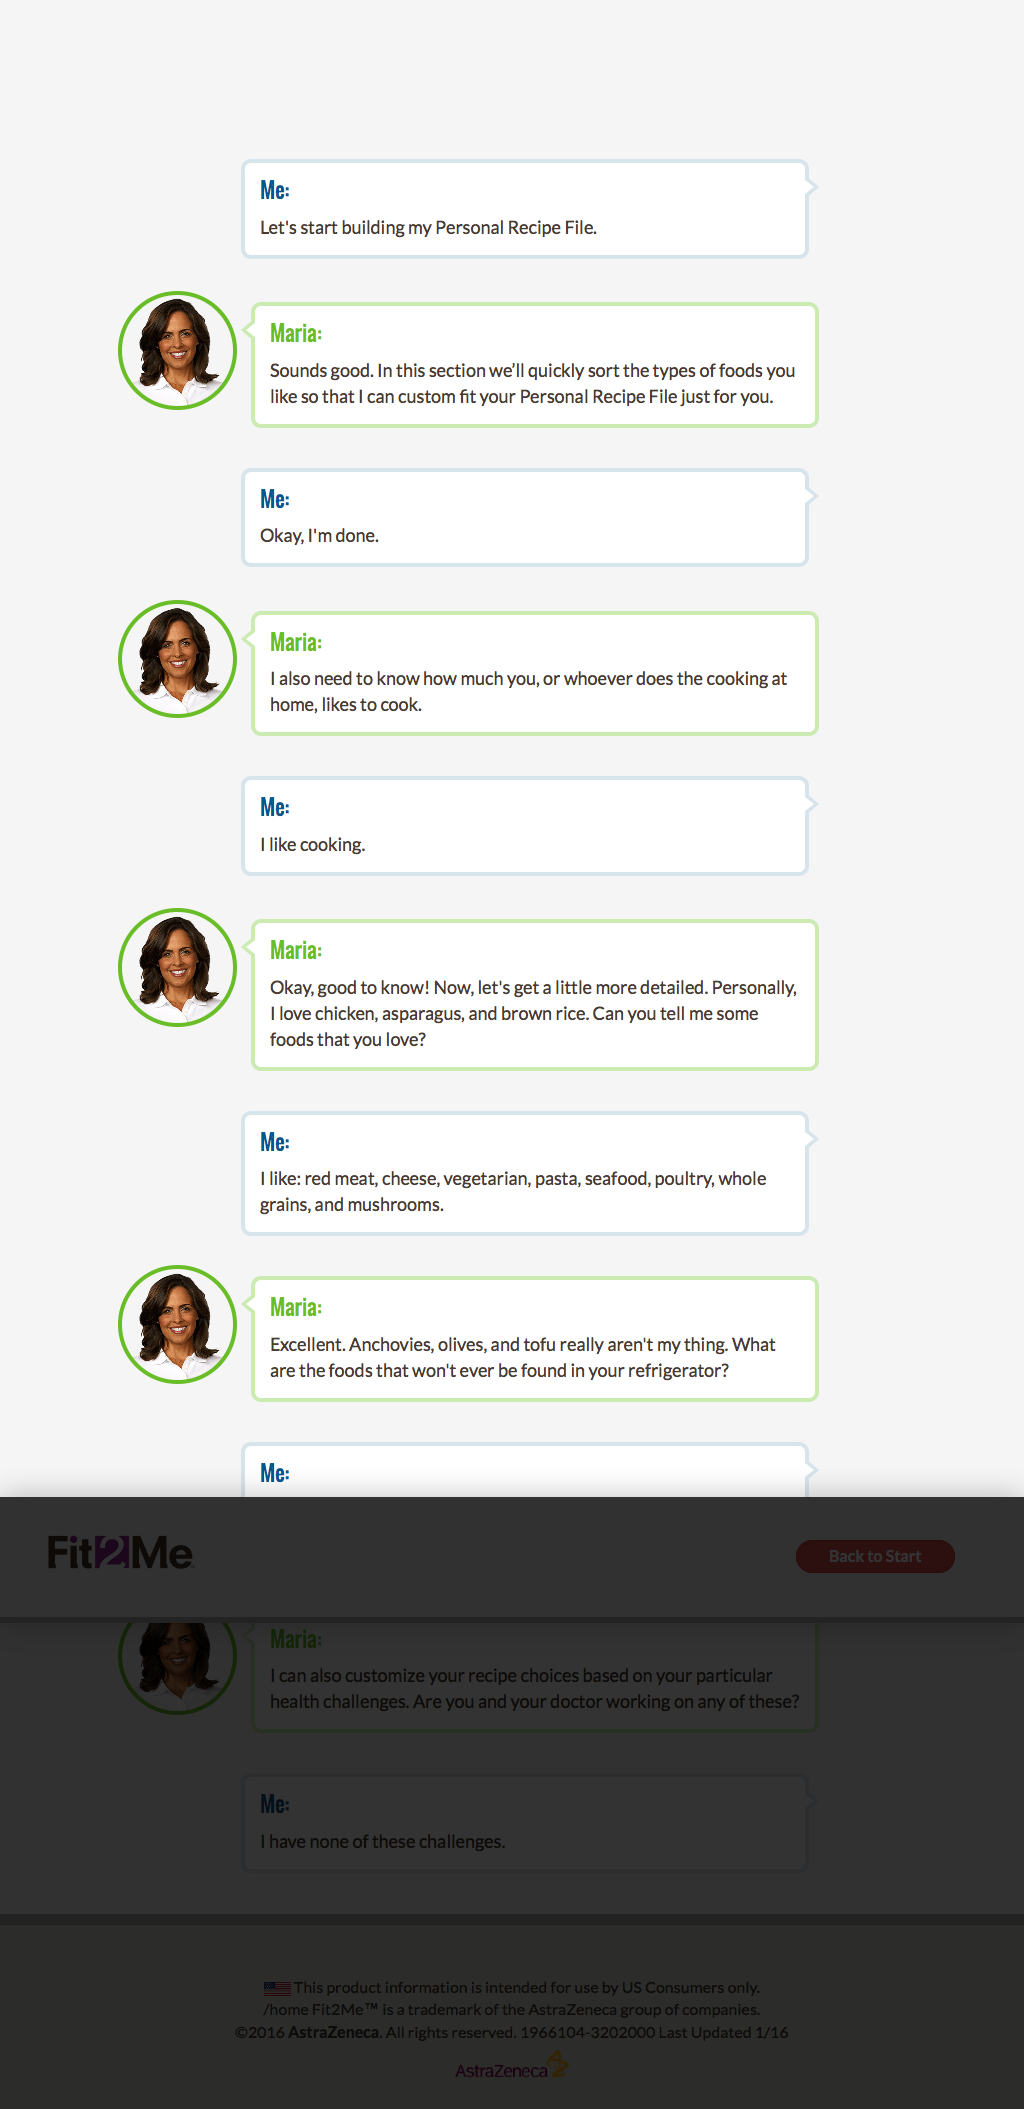 Me:
Let's start building my Personal Recipe File.
Maria:
Sounds good. In this section we’ll quickly sort the types of foods you
like so that I can custom fit your Personal Recipe File just for you.
Me:
Okay, I'm done.
Maria:
I also need to know how much you, or whoever does the cooking at
home, likes to cook.
Me:
I like cooking.
Maria:
Okay, good to know! Now, let's get a little more detailed. Personally,
I love chicken, asparagus, and brown rice. Can you tell me some
foods that you love?
Me:
I like: red meat, cheese, vegetarian, pasta, seafood, poultry, whole
grains, and mushrooms.
Maria:
Excellent. Anchovies, olives, and tofu really aren't my thing. What
are the foods that won't ever be found in your refrigerator?
Me:
Fit2Me
Back to Start
Maria:
I can also customize your recipe choices based on your particular
health challenges. Are you and your doctor working on any of these?
Me:
I have none of these challenges.
This product information is intended for use by US Consumers only.
/home Fit2Me™ is a trademark of the AstraZeneca group of companies.
©2016 AstraZeneca. All rights reserved. 1966104-3202000 Last Updated 1/16
AstraZeneca